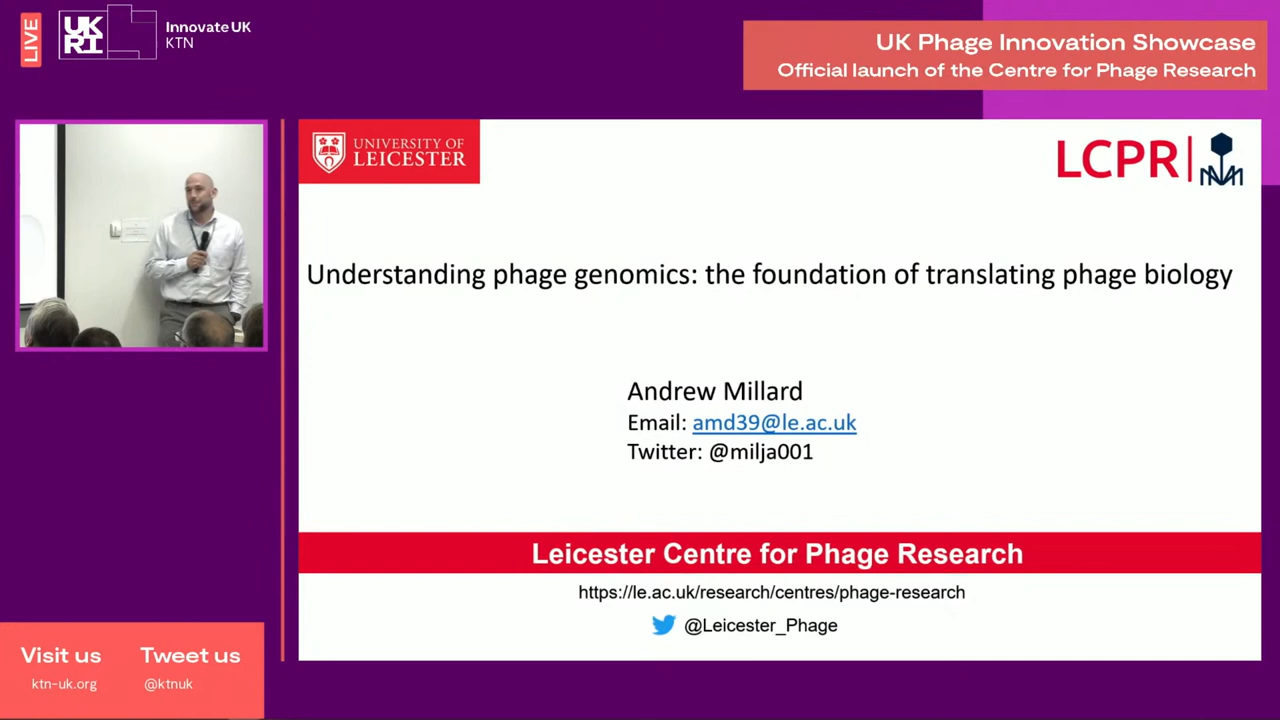 LIVE
UK
RI
Innovate UK
KTN
UK Phage Innovation Showcase
Official launch of the Centre for Phage Research
UNIVERSITY OF
LEICESTER
LCPR
Understanding phage genomics: the foundation of translating phage biology
Andrew Millard
Email: amd39@le.ac.uk
Twitter: @milja001
Leicester Centre for Phage Research
https://le.ac.uk/research/centres/phage-research
@Leicester_Phage
Visit us
ktn-uk.org
Tweet us
@ktnuk